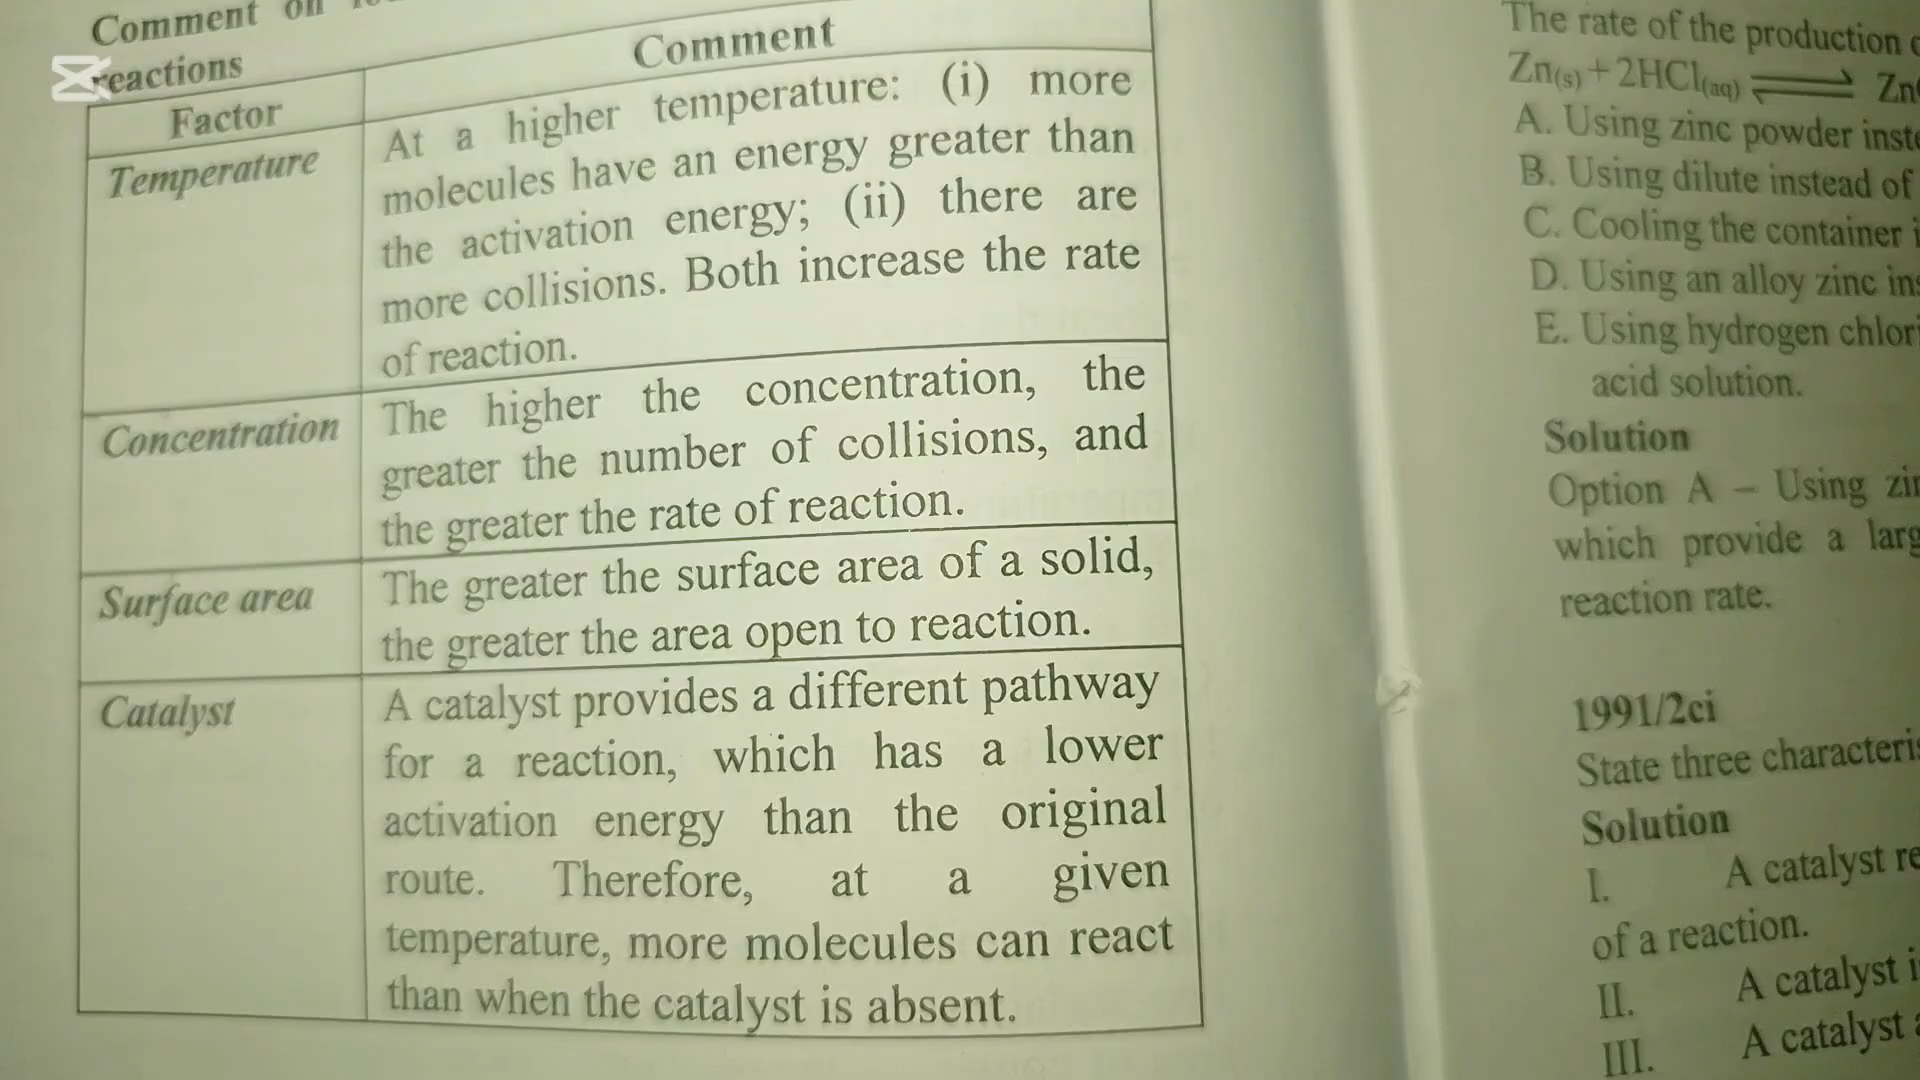 Comment on
reactions
Factor
Comment
Temperature
At a higher temperature: (i) more
molecules have an energy greater than
the activation energy; (ii) there are
more collisions. Both increase the rate
of reaction.
Concentration
The higher the concentration, the
greater the number of collisions, and
the greater the rate of reaction.
Surface area
The greater the surface area of a solid,
the greater the area open to reaction.
Catalyst
A catalyst provides a different pathway
for a reaction, which has a lower
activation energy than the original
route. Therefore, at a given
temperature, more molecules can react
than when the catalyst is absent.
The rate of the production
Zn(s) + 2HCl(aq) ⇌ Zn
A. Using zinc powder
B. Using dilute instead of
C. Cooling the container
D. Using an alloy zinc
E. Using hydrogen
acid solution.
Solution
Option A – Using
which provide a
reaction rate.
1991/2ci
State three
Solution
I. A catalyst
of a reaction.
II. A catalyst
III. A catalyst